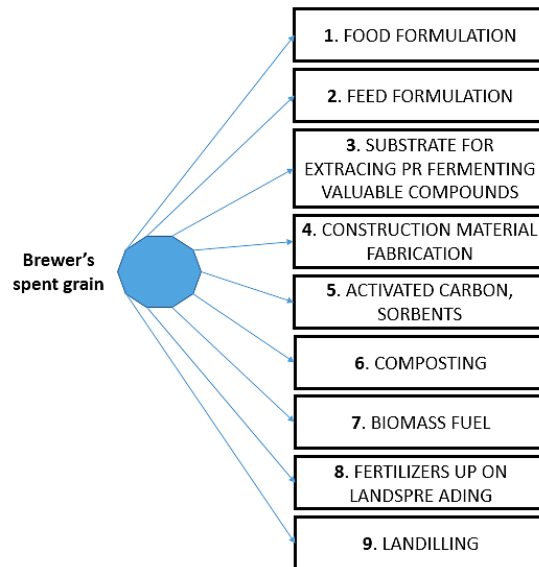 1. FOOD FORMULATION
2. FEED FORMULATION
3. SUBSTRATE FOR
EXTRACING PR FERMENTING
VALUABLE COMPOUNDS
4. CONSTRUCTION MATERIAL
FABRICATION
Brewer's
spent grain
5. ACTIVATED CARBON,
SORBENTS
6. COMPOSTING
7. BIOMASS FUEL
8. FERTILIZERS UP ON
LANDSPRE ADING
9. LANDILLING